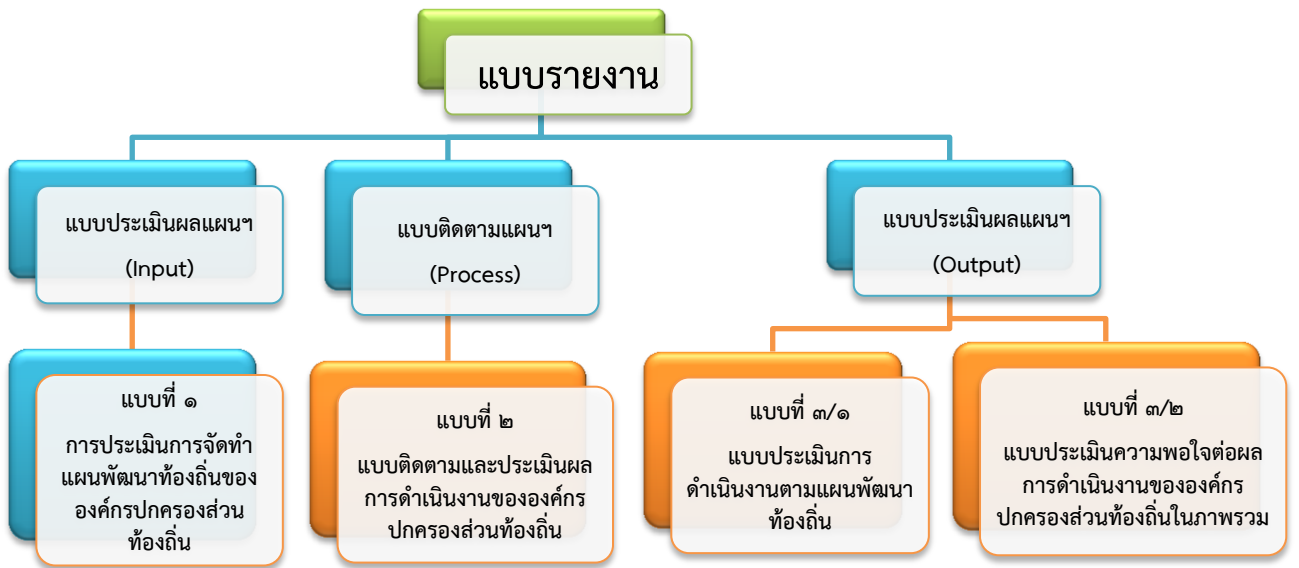 แบบรายงาน
แบบประเมินผลแผนฯ
(Input)
แบบติดตามแผนฯ
(Process)
แบบประเมินผลแผนฯ
(Output)
แบบที่ ๑
การประเมินการจัดทำ
แผนพัฒนาท้องถิ่นของ
องค์กรปกครองส่วน
ท้องถิ่น
แบบที่ ๒
แบบติดตามและประเมินผล
การดำเนินงานขององค์กร
ปกครองส่วนท้องถิ่น
แบบที่ ๓/๑
แบบประเมินการ
ดำเนินงานตามแผนพัฒนา
ท้องถิ่น
แบบที่ ๓/๒
แบบประเมินความพอใจต่อผล
การดำเนินงานขององค์กร
ปกครองส่วนท้องถิ่นในภาพรวม